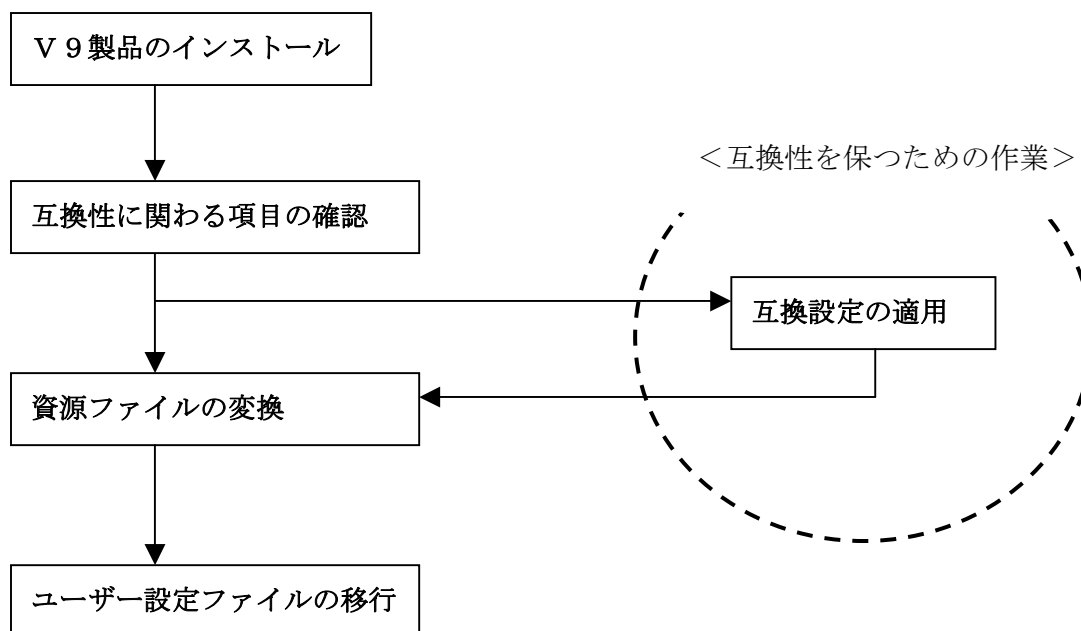 Ｖ９製品のインストール
＜互換性を保つための作業＞
互換性に関わる項目の確認
互換設定の適用
資源ファイルの変換
ユーザー設定ファイルの移行